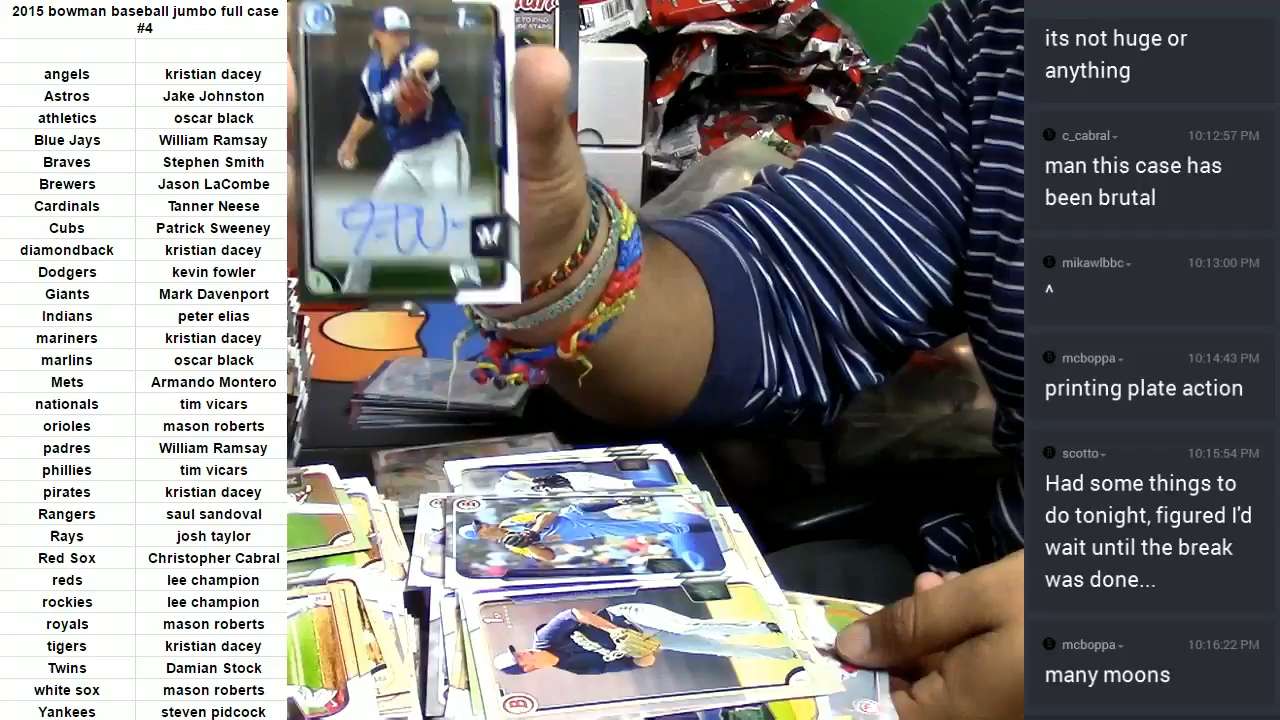 2015 bowman baseball jumbo full case
#4
angels kristian dacey
Astros Jake Johnston
athletics oscar black
Blue Jays William Ramsay
Braves Stephen Smith
Brewers Jason LaCombe
Cardinals Tanner Neese
Cubs Patrick Sweeney
diamondback kristian dacey
Dodgers kevin fowler
Giants Mark Davenport
Indians peter elias
mariners kristian dacey
marlins oscar black
Mets Armando Montero
nationals tim vicars
orioles mason roberts
padres William Ramsay
phillies tim vicars
pirates kristian dacey
Rangers saul sandoval
Rays josh taylor
Red Sox Christopher Cabral
reds lee champion
rockies lee champion
royals mason roberts
tigers kristian dacey
Twins Damian Stock
white sox mason roberts
Yankees steven pidcock
its not huge or
anything
c_cabral 10:12:57 PM
man this case has
been brutal
mikawlbbc 10:13:00 PM
^
mcboppa 10:14:43 PM
printing plate action
scotto 10:15:54 PM
Had some things to
do tonight, figured I'd
wait until the break
was done...
mcboppa 10:16:22 PM
many moons